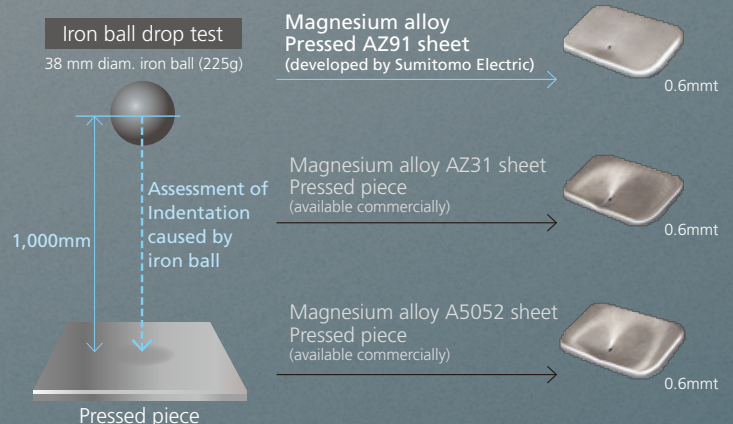 Iron ball drop test
38 mm diam. iron ball (225g)
1,000mm
Assessment of
Indentation
caused by
iron ball
Pressed piece
Magnesium alloy
Pressed AZ91 sheet
(developed by Sumitomo Electric)
0.6mmt
Magnesium alloy AZ31 sheet
Pressed piece
(available commercially)
0.6mmt
Magnesium alloy A5052 sheet
Pressed piece
(available commercially)
0.6mmt